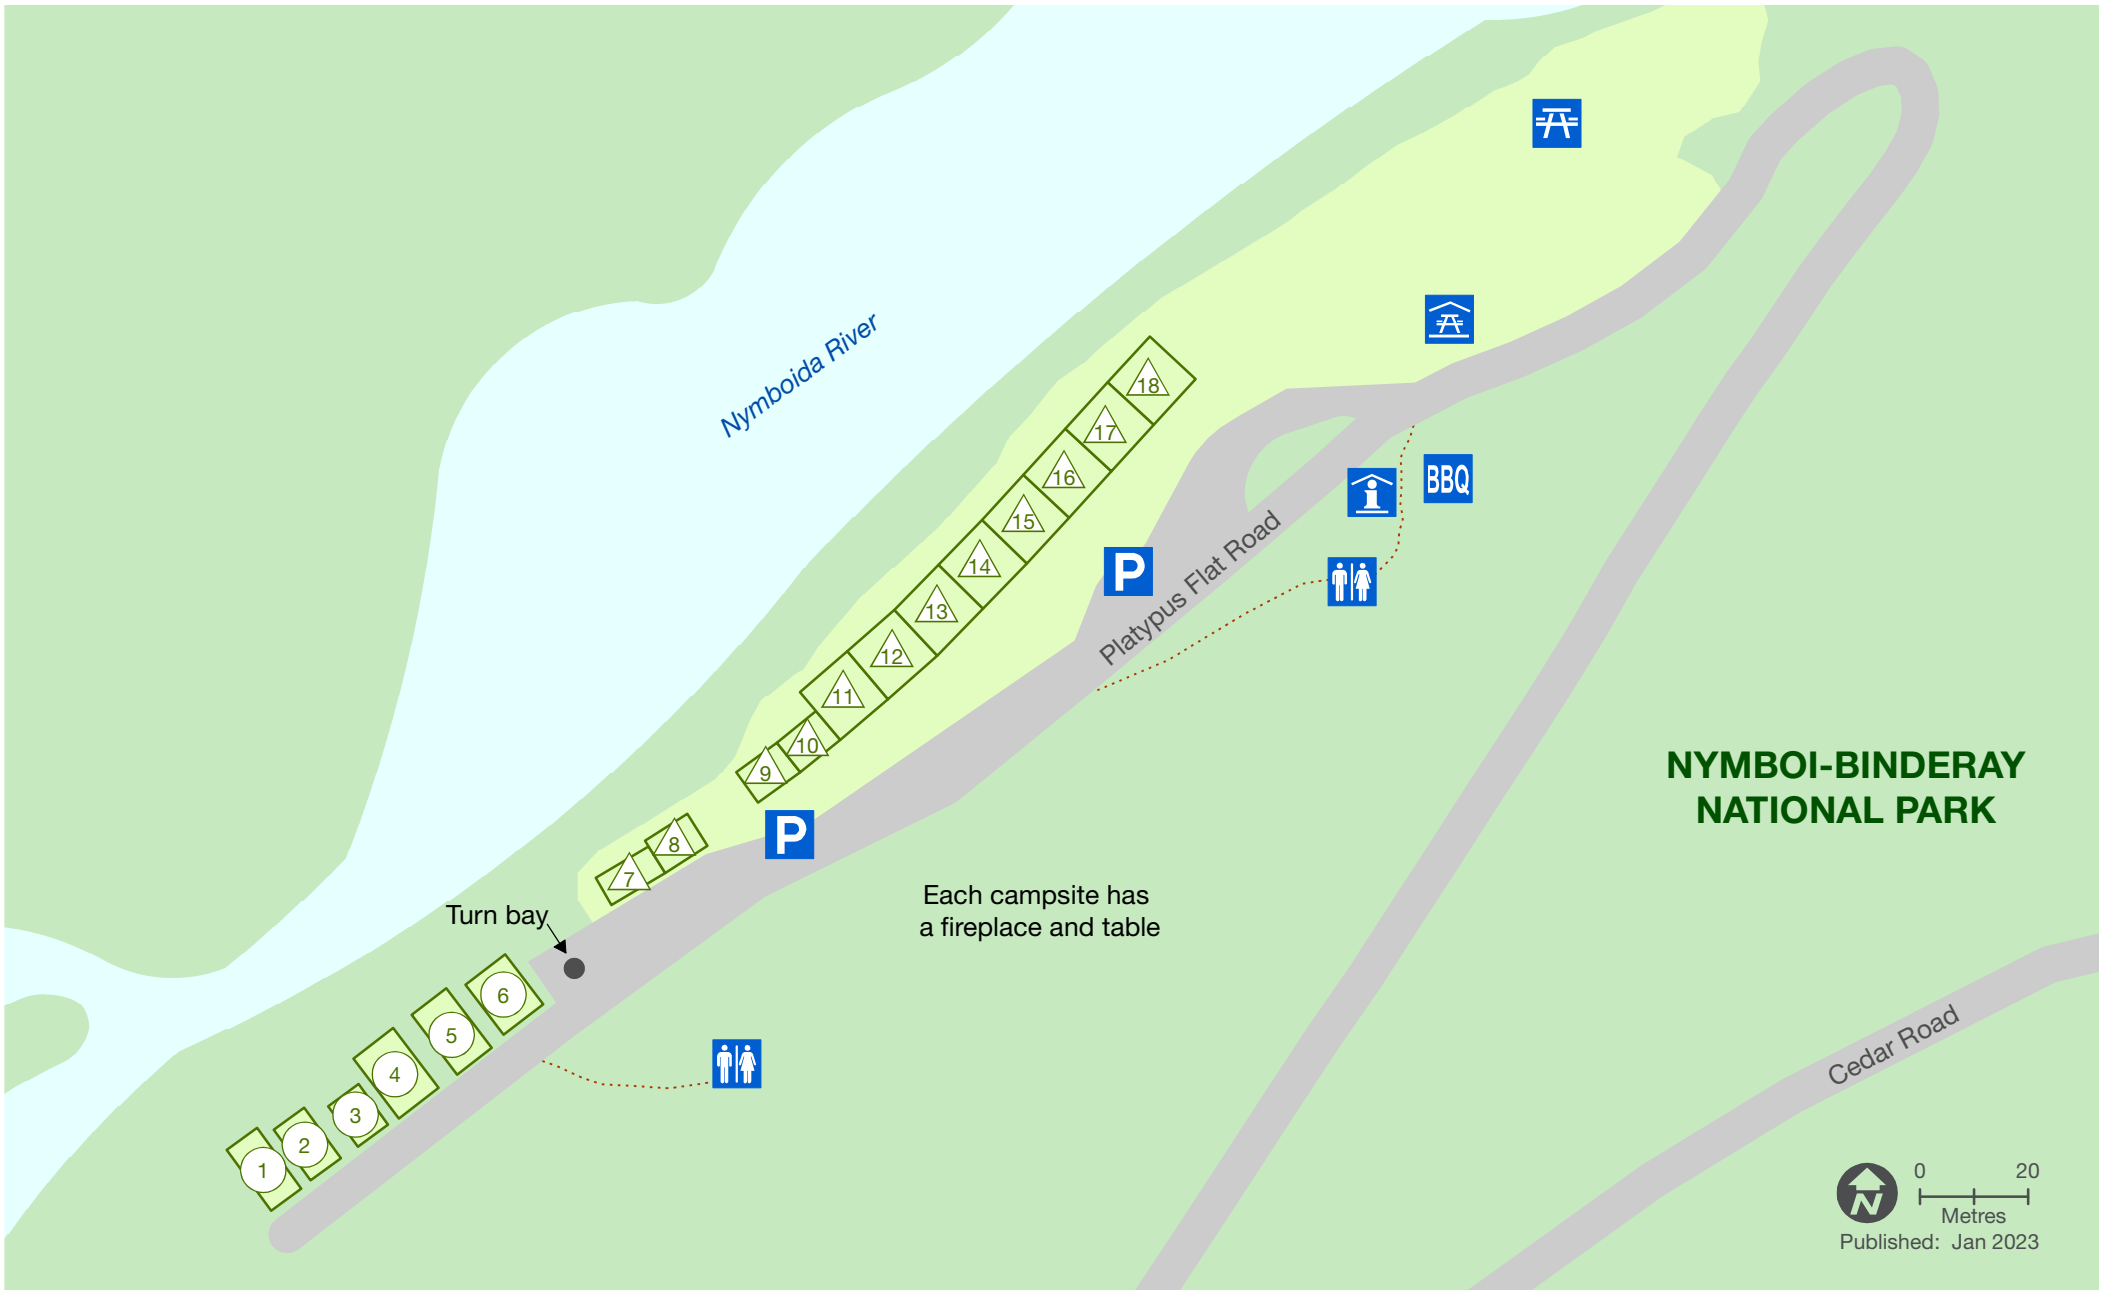 Nymboida River
18
17
16
15
14
13
12
11
10
9
8
7
6
5
4
3
2
1
BBQ
P
Platypus Flat Road
P
NYMBOI-BINDERAY
NATIONAL PARK
Each campsite has
a fireplace and table
Turn bay
Cedar Road
N
0 20
Metres
Published: Jan 2023